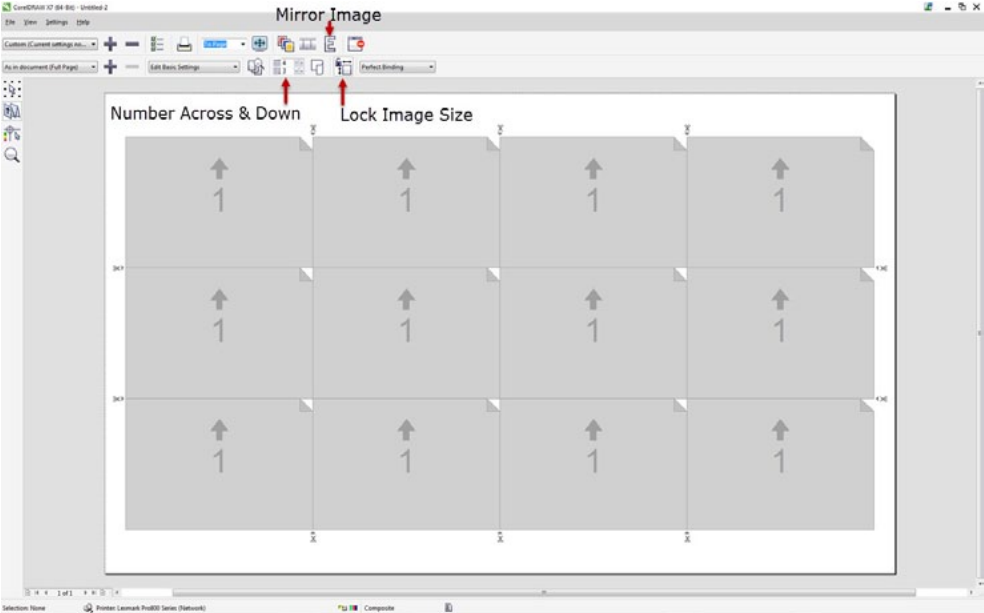 CorelDRAW X7 (64-Bit) - Untitled-2
File View Settings Help
Mirror Image
Custom (Current settings no...
To Page
As in document (Full Page)
Edit Basic Settings
Perfect Binding
Number Across & Down
Lock Image Size
1 1 1 1
1 1 1 1
1 1 1 1
1 of 1
Selection: None
Printer: Lexmark Pro800 Series (Network)
Composite